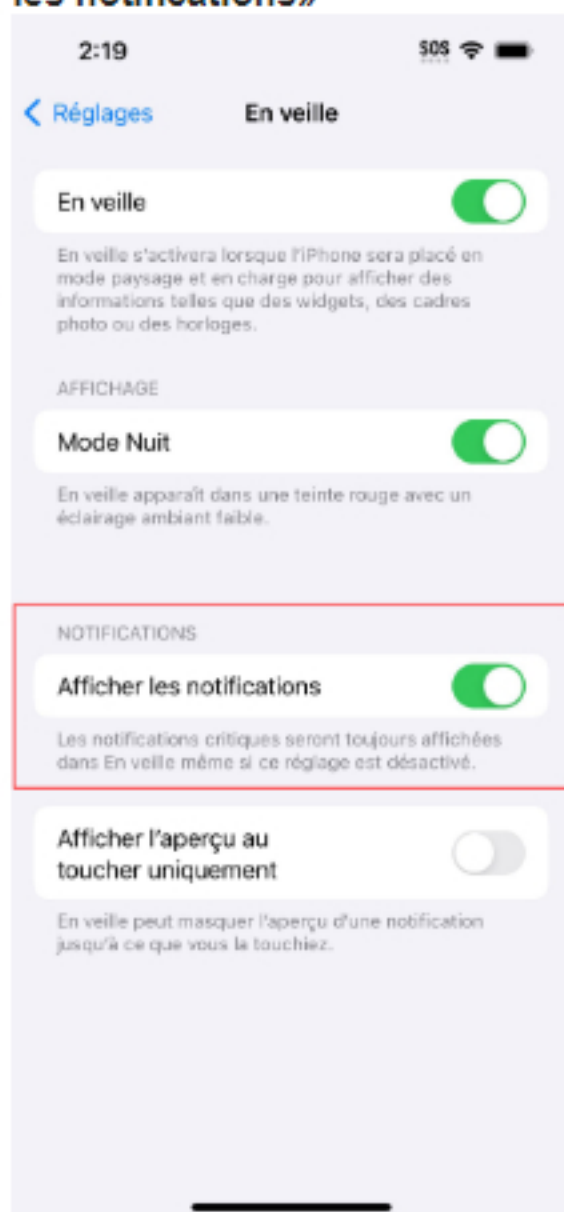 les notifications»
2:19 SOS
Réglages En veille
En veille
En veille s'activera lorsque l'iPhone sera placé en
mode paysage et en charge pour afficher des
informations telles que des widgets, des cadres
photo ou des horloges.
AFFICHAGE
Mode Nuit
En veille apparaît dans une teinte rouge avec un
éclairage ambiant faible.
NOTIFICATIONS
Afficher les notifications
Les notifications critiques seront toujours affichées
dans En veille même si ce réglage est désactivé.
Afficher l'aperçu au
toucher uniquement
En veille peut masquer l'aperçu d'une notification
jusqu'à ce que vous la touchiez.